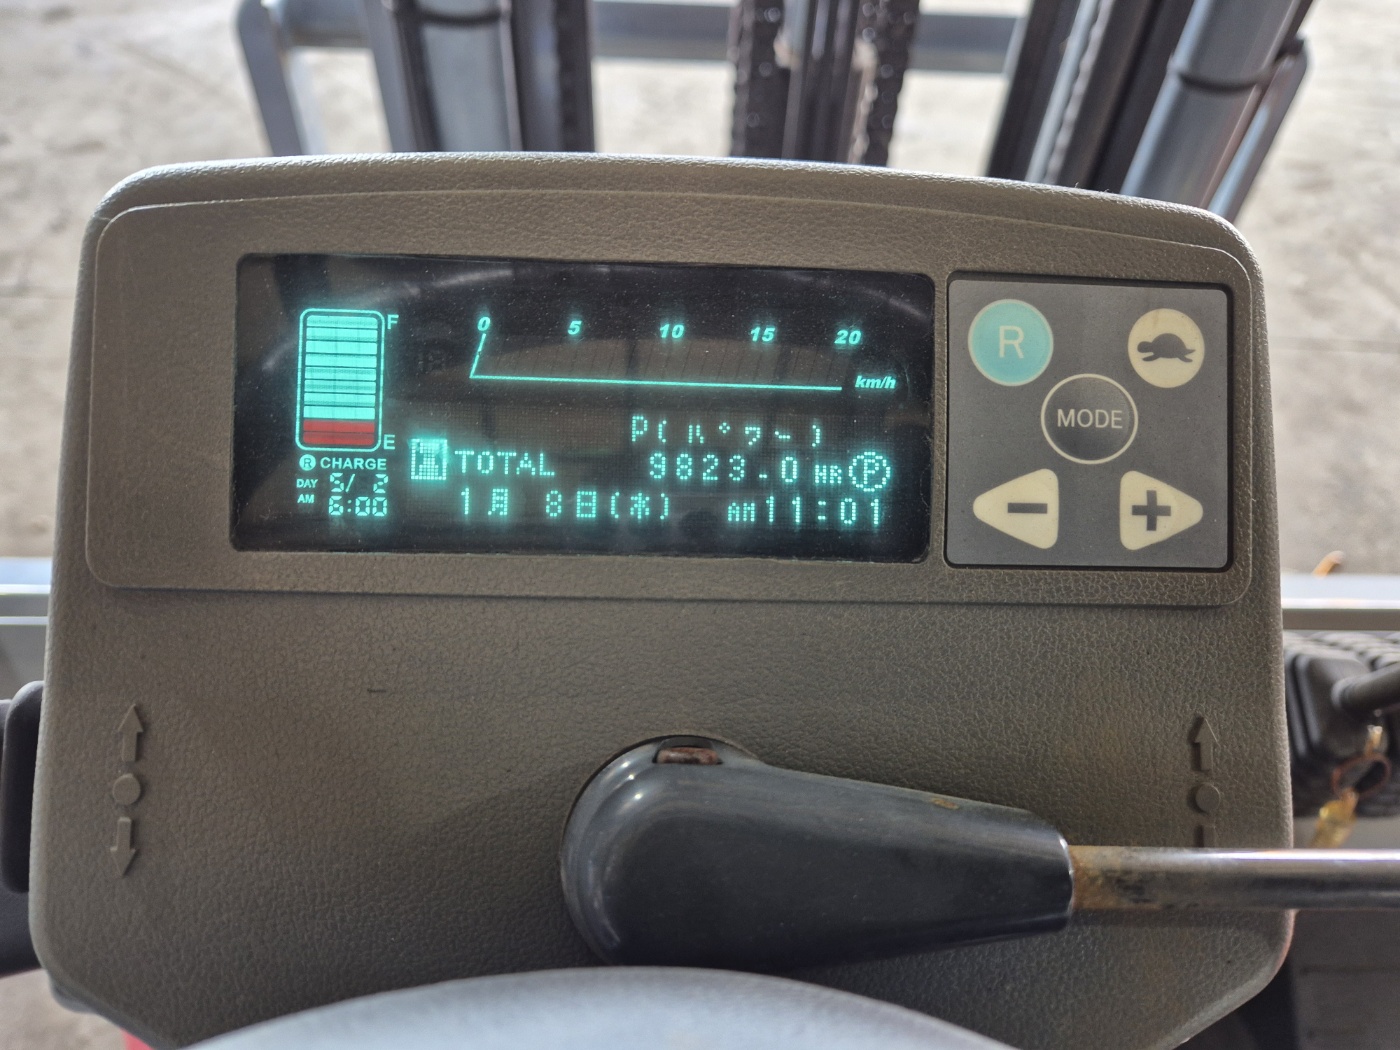 F
0 5 10 15 20
km/h
E
P(パワー)
R CHARGE
TOTAL 9823.0 HR P
DAY 5/ 2
AM 6:00
1月 8日(木) AM11:01
R
MODE
- +